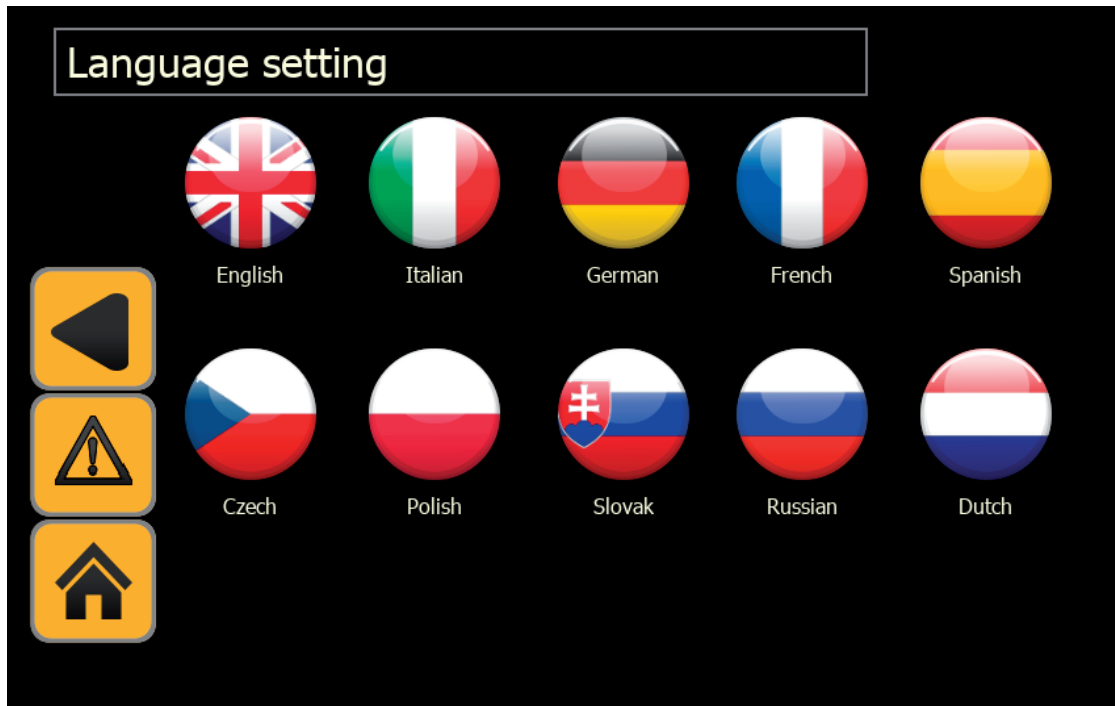 Language setting
English Italian German French Spanish
Czech Polish Slovak Russian Dutch